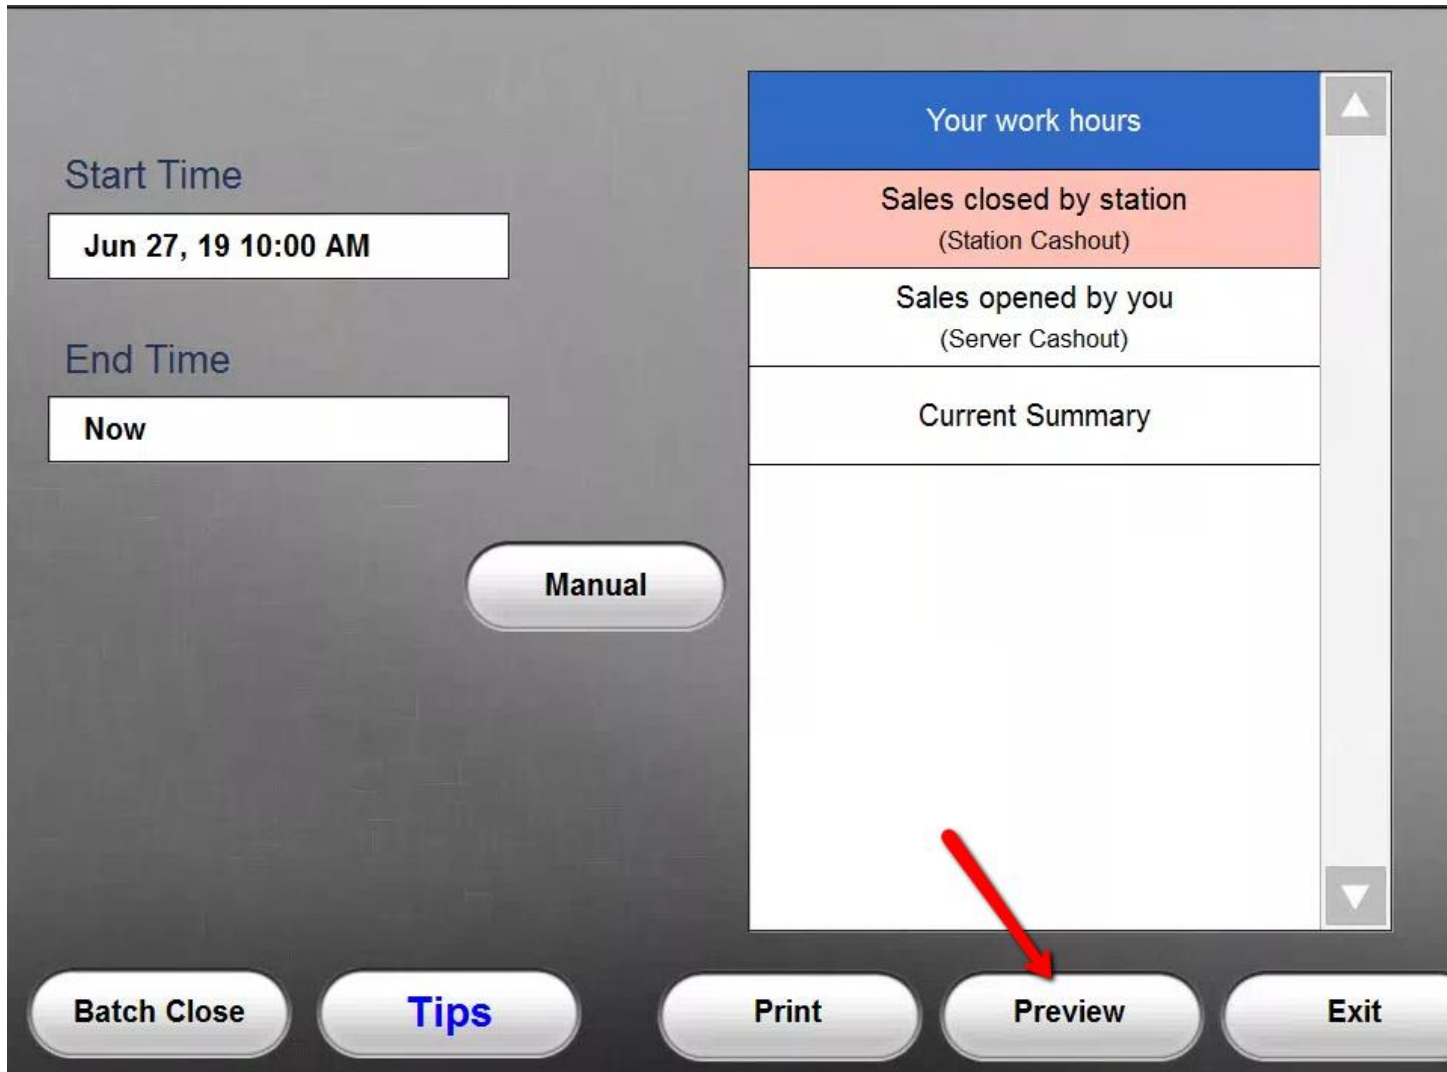 Start Time
Jun 27, 19 10:00 AM
End Time
Now
Manual
Your work hours
Sales closed by station
(Station Cashout)
Sales opened by you
(Server Cashout)
Current Summary
Batch Close
Tips
Print
Preview
Exit